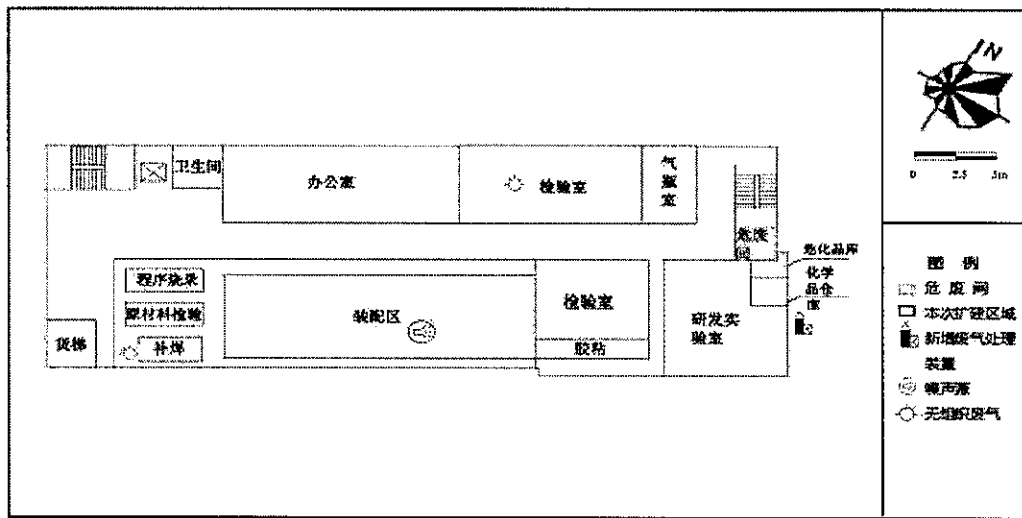 N
0 2.5 5m
卫生间
办公室
检验室
气瓶室
危废间
危化品库
化学
品仓
库
程序烧录
原材料检验
补焊
货梯
装配区
检验室
胶粘
研发实
验室
图 例
危废间
本次扩建区域
新增废气处理
装置
噪声源
无组织废气